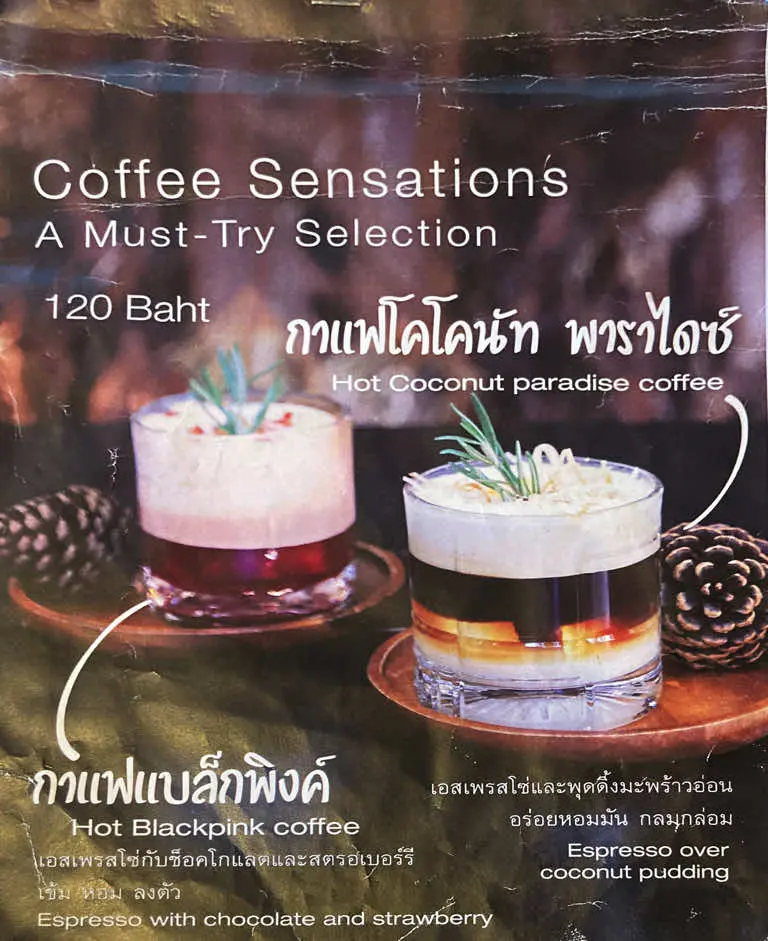 Coffee Sensations
A Must-Try Selection
120 Baht
กาแฟโคโคนัท พาราไดซ์
Hot Coconut paradise coffee
กาแฟแบล็กพิงค์
Hot Blackpink coffee
เอสเพรสโซ่กับช็อคโกแลตและสตรอเบอร์รี่
เข้ม หอม ลงตัว
Espresso with chocolate and strawberry
เอสเพรสโซ่และพุดดิ้งมะพร้าวอ่อน
อร่อยหอมมัน กลมกล่อม
Espresso over
coconut pudding